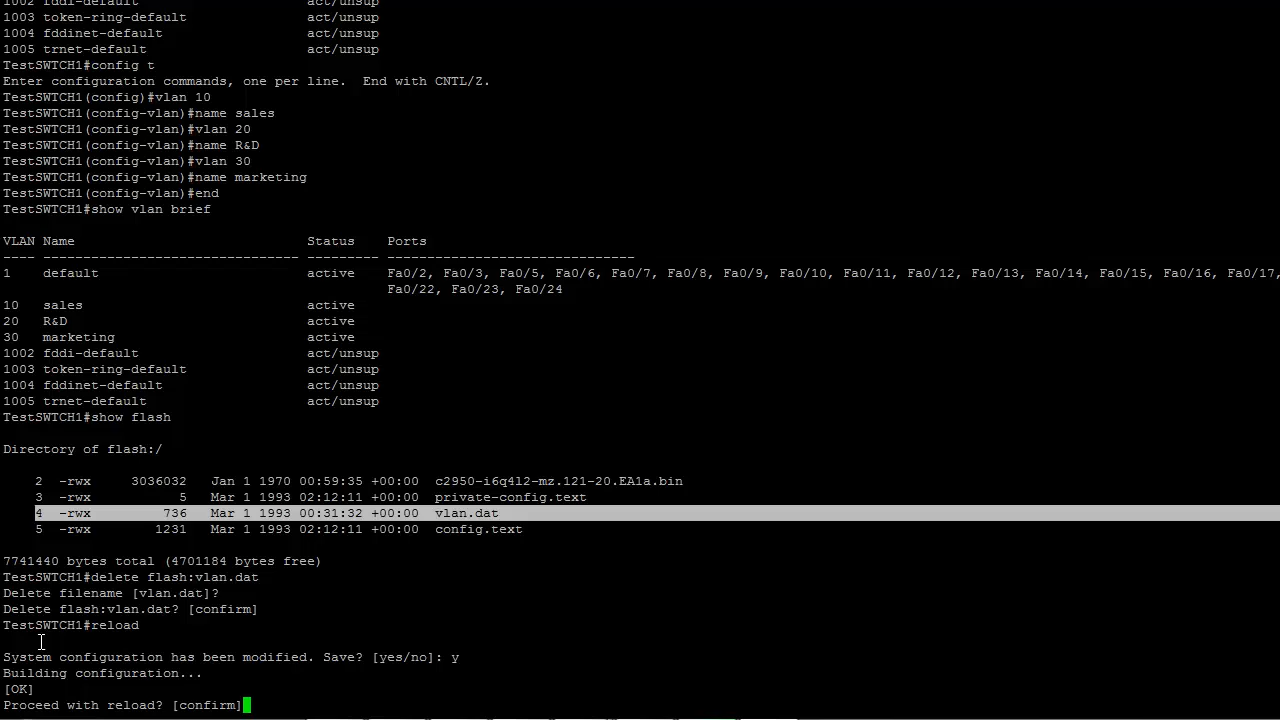 1002 fddi-default                     act/unsup
1003 token-ring-default               act/unsup
1004 fddinet-default                  act/unsup
1005 trnet-default                    act/unsup
TestSWTCH1#config t
Enter configuration commands, one per line.  End with CNTL/Z.
TestSWTCH1(config)#vlan 10
TestSWTCH1(config-vlan)#name sales
TestSWTCH1(config-vlan)#vlan 20
TestSWTCH1(config-vlan)#name R&D
TestSWTCH1(config-vlan)#vlan 30
TestSWTCH1(config-vlan)#name marketing
TestSWTCH1(config-vlan)#end
TestSWTCH1#show vlan brief
VLAN Name                             Status    Ports
---- -------------------------------- --------- -------------------------------
1    default                          active    Fa0/2, Fa0/3, Fa0/5, Fa0/6, Fa0/7, Fa0/8, Fa0/9, Fa0/10, Fa0/11, Fa0/12, Fa0/13, Fa0/14, Fa0/15, Fa0/16, Fa0/17,
                                                Fa0/22, Fa0/23, Fa0/24
10   sales                            active
20   R&D                              active
30   marketing                        active
1002 fddi-default                     act/unsup
1003 token-ring-default               act/unsup
1004 fddinet-default                  act/unsup
1005 trnet-default                    act/unsup
TestSWTCH1#show flash
Directory of flash:/
    2  -rwx     3036032   Jan 1 1970 00:59:35 +00:00  c2950-i6q4l2-mz.121-20.EA1a.bin
    3  -rwx           5   Mar 1 1993 02:12:11 +00:00  private-config.text
    4  -rwx         736   Mar 1 1993 00:31:32 +00:00  vlan.dat
    5  -rwx        1231   Mar 1 1993 02:12:11 +00:00  config.text
7741440 bytes total (4701184 bytes free)
TestSWTCH1#delete flash:vlan.dat
Delete filename [vlan.dat]?
Delete flash:vlan.dat? [confirm]
TestSWTCH1#reload
System configuration has been modified. Save? [yes/no]: y
Building configuration...
[OK]
Proceed with reload? [confirm]